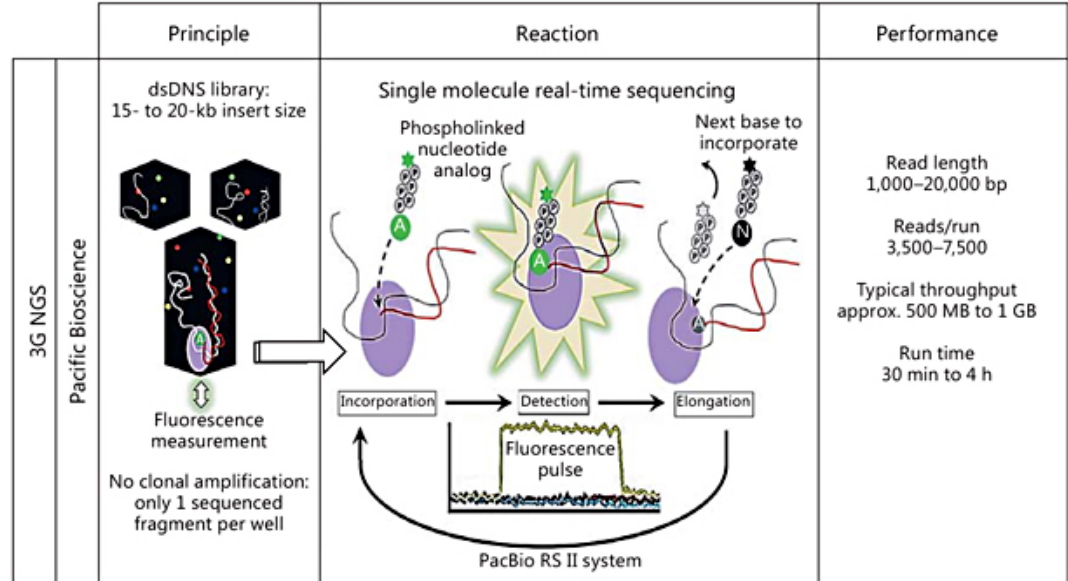 Principle
Reaction
Performance
3G NGS
Pacific Bioscience
dsDNS library:
15- to 20-kb insert size
A
Fluorescence
measurement
No clonal amplification:
only 1 sequenced
fragment per well
Single molecule real-time sequencing
Phospholinked
nucleotide
analog
P P
P P
P P
A
P P
P P
P P
A
Next base to
incorporate
P P
P P
P P
P P
P P
P P
N
A
Incorporation
Detection
Elongation
Fluorescence
pulse
PacBio RS II system
Read length
1,000–20,000 bp
Reads/run
3,500–7,500
Typical throughput
approx. 500 MB to 1 GB
Run time
30 min to 4 h